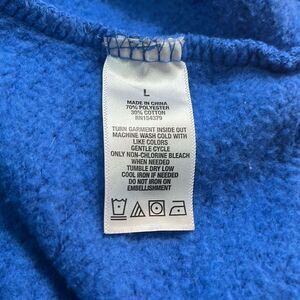 L
MADE IN CHINA
70% POLYESTER
30% COTTON
RN154379
TURN GARMENT INSIDE OUT
MACHINE WASH COLD WITH
LIKE COLORS
GENTLE CYCLE
ONLY NON-CHLORINE BLEACH
WHEN NEEDED
TUMBLE DRY LOW
COOL IRON IF NEEDED
DO NOT IRON ON
EMBELLISHMENT